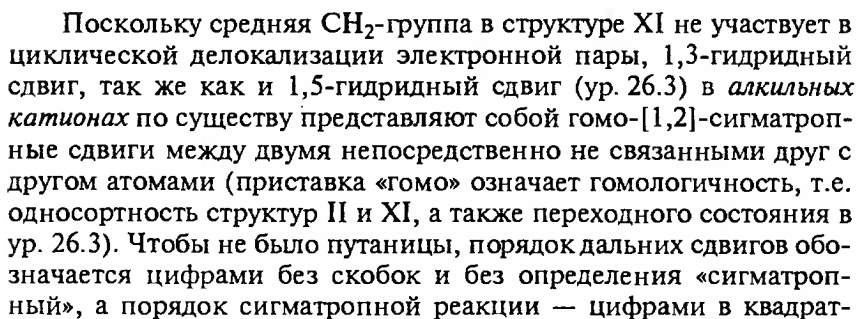 Поскольку средняя CH₂-группа в структуре XI не участвует в
циклической делокализации электронной пары, 1,3-гидридный
сдвиг, так же как и 1,5-гидридный сдвиг (ур. 26.3) в алкильных
катионах по существу представляют собой гомо-[1,2]-сигматроп-
ные сдвиги между двумя непосредственно не связанными друг с
другом атомами (приставка «гомо» означает гомологичность, т.е.
односортность структур II и XI, а также переходного состояния в
ур. 26.3). Чтобы не было путаницы, порядок дальних сдвигов обо-
значается цифрами без скобок и без определения «сигматроп-
ный», а порядок сигматропной реакции — цифрами в квадрат-